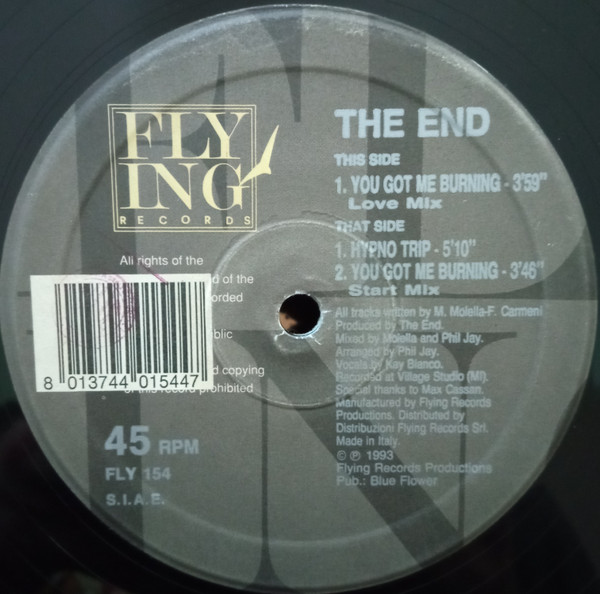 FLY
ING
RECORDS
THE END
THIS SIDE
1. YOU GOT ME BURNING - 3'59"
Love Mix
THAT SIDE
1. HYPNO TRIP - 5'10"
2. YOU GOT ME BURNING - 3'46"
Start Mix
All tracks written by M. Molella-F. Carmeni
Produced by The End.
Mixed by Molella and Phil Jay.
Arranged by Phil Jay.
Vocals by Kay Bianco.
Recorded at Village Studio (MI).
Special thanks to Max Cassan.
Manufactured by Flying Records
Productions. Distributed by
Distribuzioni Flying Records Srl.
Made in Italy.
© ℗ 1993
Flying Records Productions
Pub.: Blue Flower
All rights of the
d of the
copying
of this record prohibited
8 013744 015447
45 RPM
FLY 154
S.I.A.E.